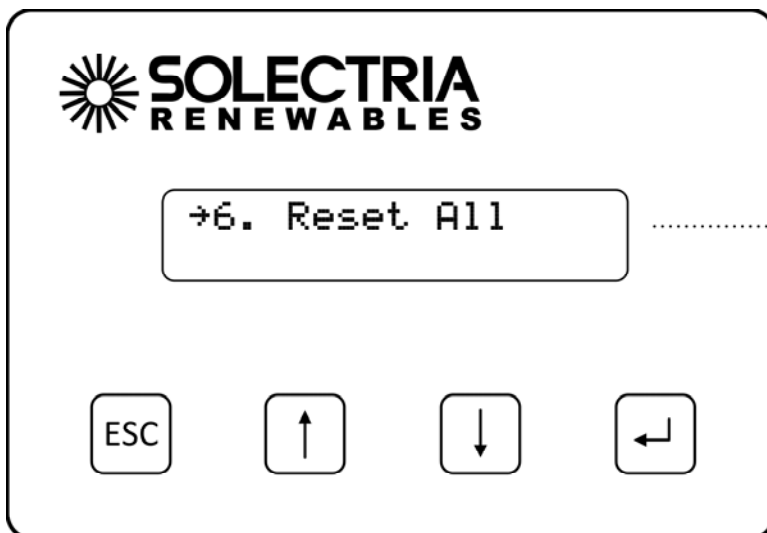 SOLECTRIA
RENEWABLES
→6. Reset All
ESC
↑
↓
↵